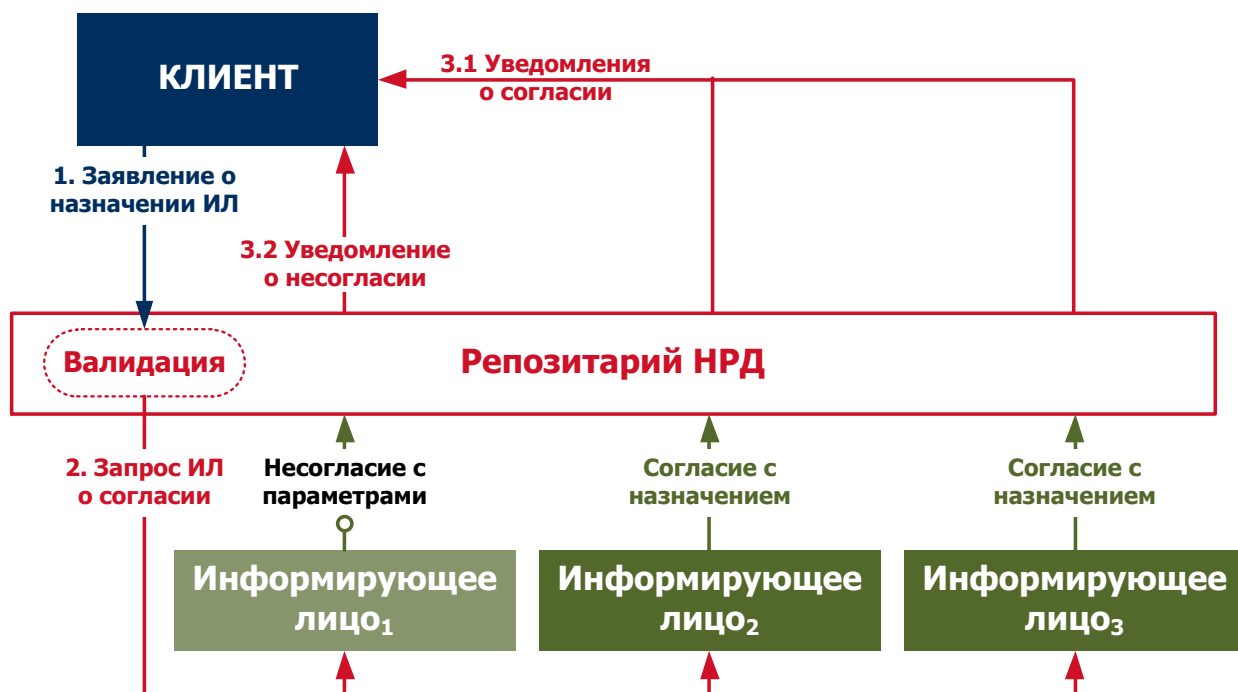 КЛИЕНТ
3.1 Уведомления
о согласии
1. Заявление о
назначении ИЛ
3.2 Уведомление
о несогласии
Валидация
Репозитарий НРД
2. Запрос ИЛ
о согласии
Несогласие с
параметрами
Согласие с
назначением
Согласие с
назначением
Информирующее
лицо₁
Информирующее
лицо₂
Информирующее
лицо₃